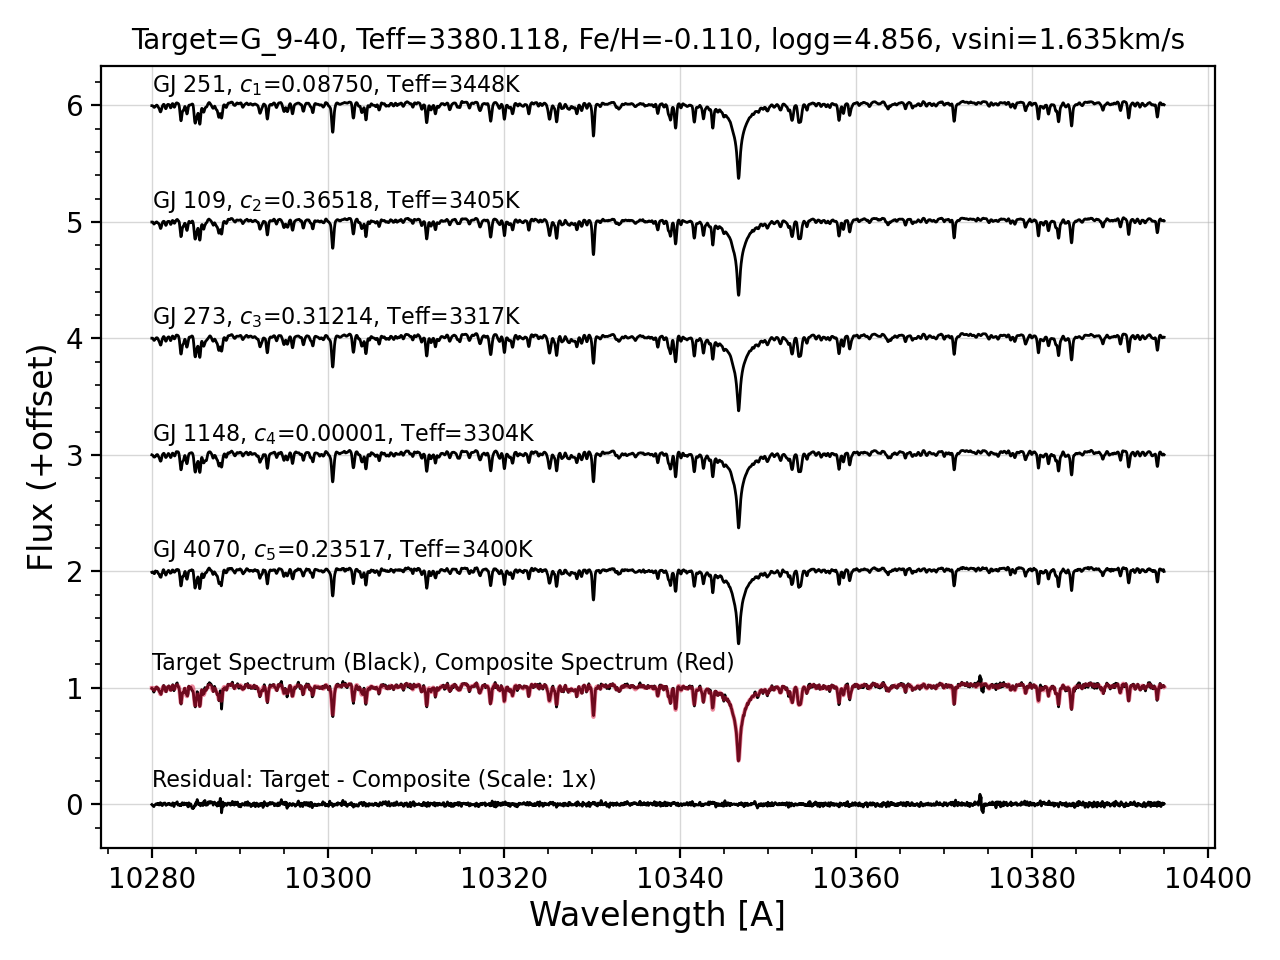 Target=G_9-40, Teff=3380.118, Fe/H=-0.110, logg=4.856, vsini=1.635km/s
GJ 251, c₁=0.08750, Teff=3448K
GJ 109, c₂=0.36518, Teff=3405K
GJ 273, c₃=0.31214, Teff=3317K
GJ 1148, c₄=0.00001, Teff=3304K
GJ 4070, c₅=0.23517, Teff=3400K
Target Spectrum (Black), Composite Spectrum (Red)
Residual: Target - Composite (Scale: 1x)
6
5
4
3
2
1
0
Flux (+offset)
10280 10300 10320 10340 10360 10380 10400
Wavelength [A]